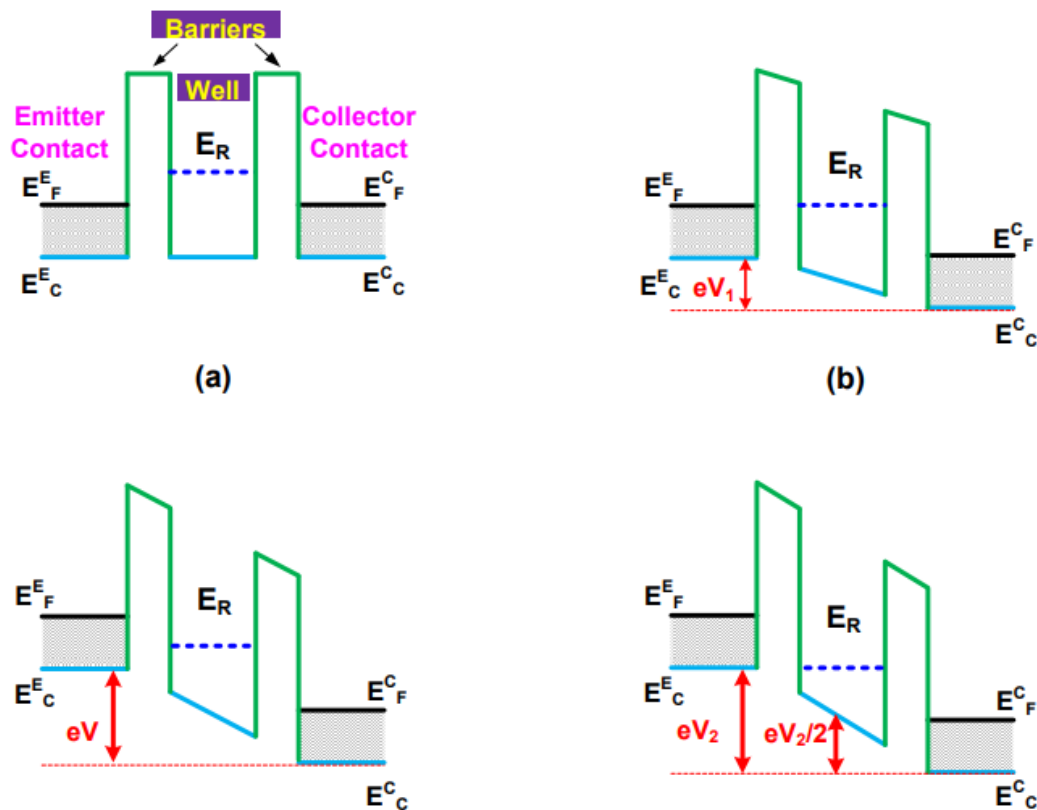 Barriers
Well
Emitter
Contact
Collector
Contact
E_R
E^E_F
E^C_F
E^E_C
E^C_C
(a)
E_R
E^E_F
E^C_F
E^E_C
eV_1
E^C_C
(b)
E^E_F
E_R
E^E_C
E^C_F
eV
E^C_C
E^E_F
E_R
E^E_C
E^C_F
eV_2
eV_2/2
E^C_C